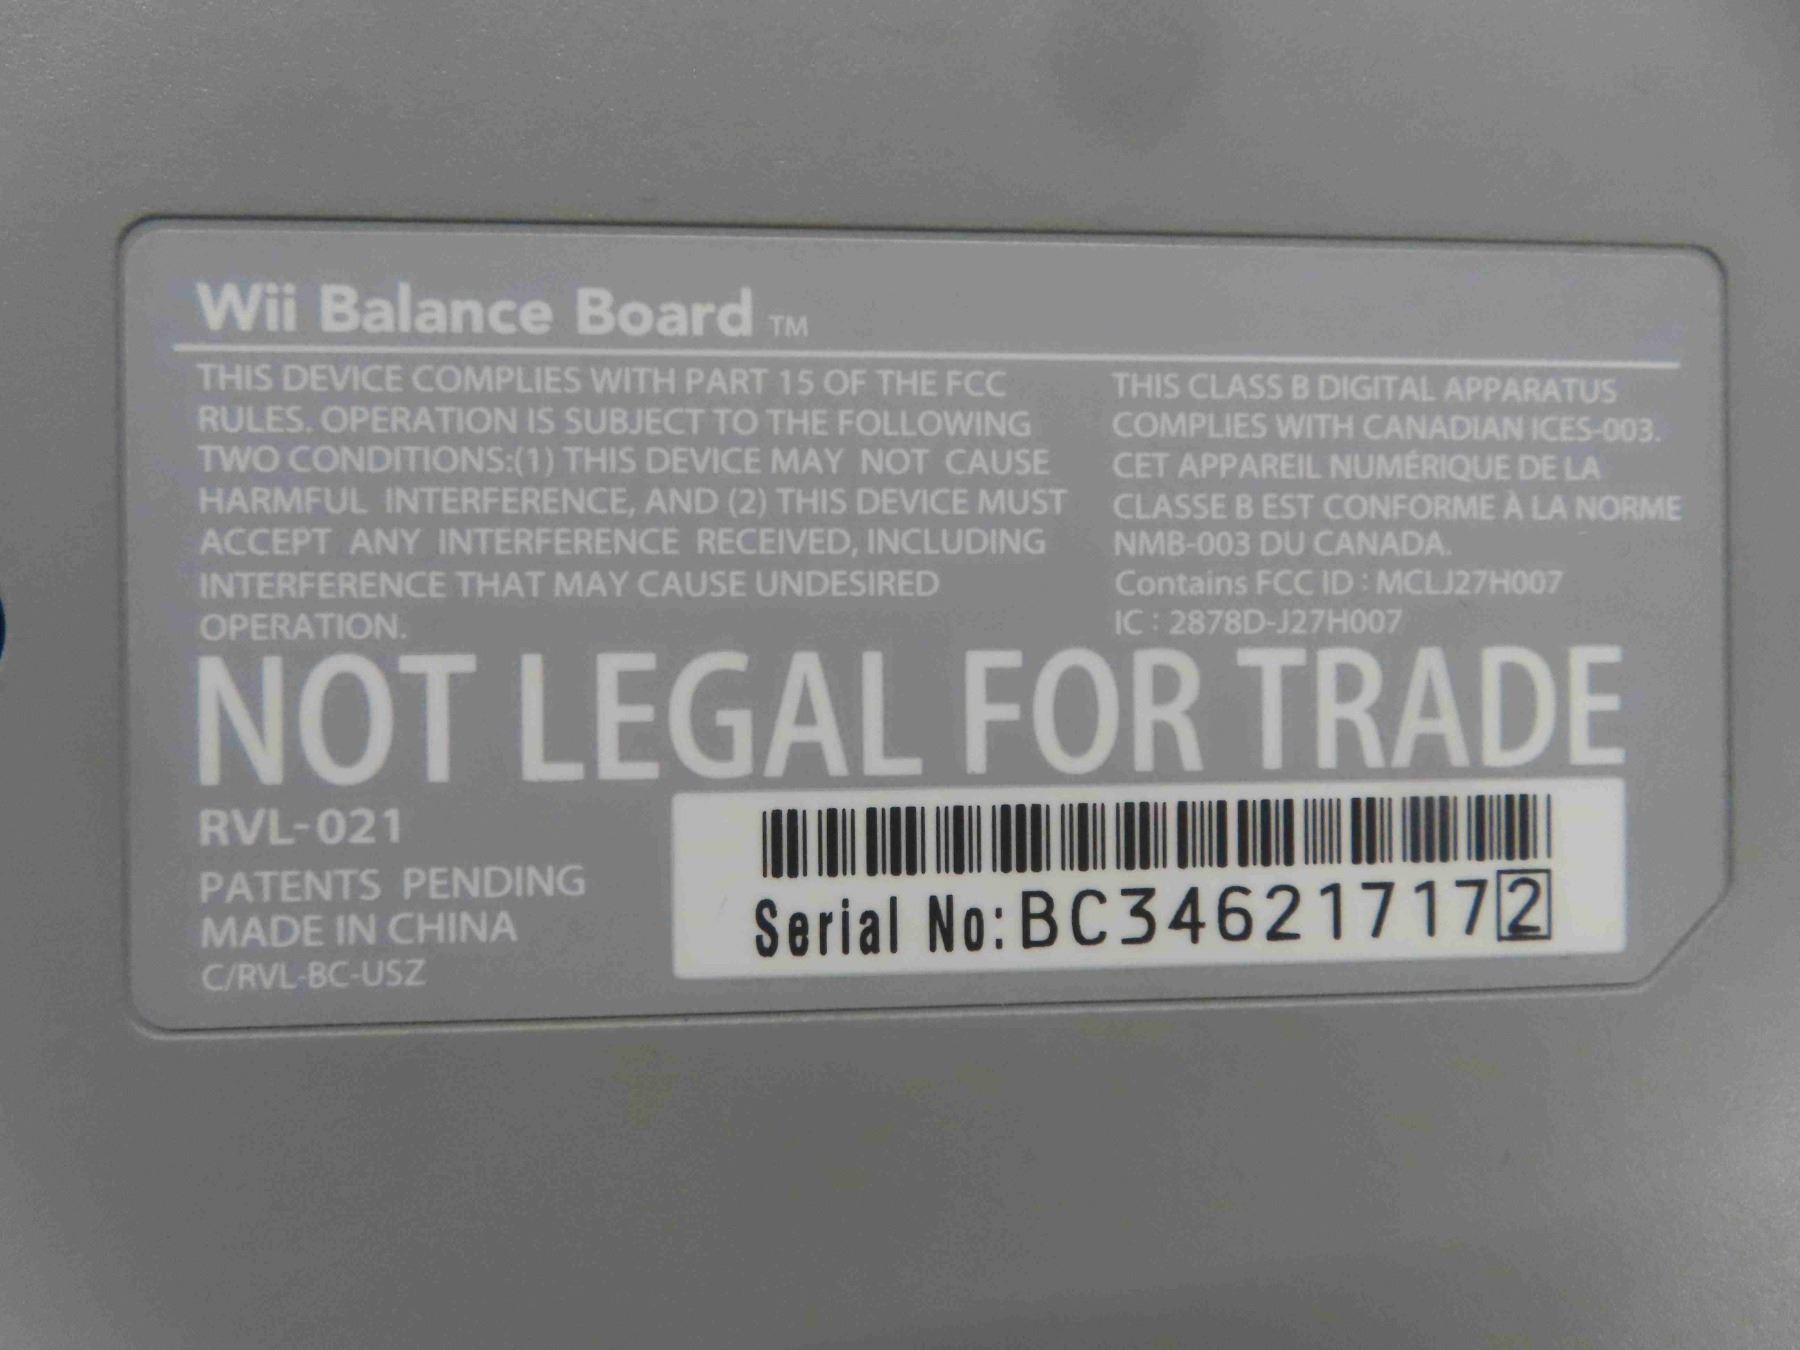 Wii Balance Board ™
THIS DEVICE COMPLIES WITH PART 15 OF THE FCC
RULES. OPERATION IS SUBJECT TO THE FOLLOWING
TWO CONDITIONS:(1) THIS DEVICE MAY NOT CAUSE
HARMFUL INTERFERENCE, AND (2) THIS DEVICE MUST
ACCEPT ANY INTERFERENCE RECEIVED, INCLUDING
INTERFERENCE THAT MAY CAUSE UNDESIRED
OPERATION.
THIS CLASS B DIGITAL APPARATUS
COMPLIES WITH CANADIAN ICES-003.
CET APPAREIL NUMÉRIQUE DE LA
CLASSE B EST CONFORME À LA NORME
NMB-003 DU CANADA.
Contains FCC ID : MCLJ27H007
IC : 2878D-J27H007
NOT LEGAL FOR TRADE
RVL-021
PATENTS PENDING
MADE IN CHINA
C/RVL-BC-USZ
Serial No:BC346217172